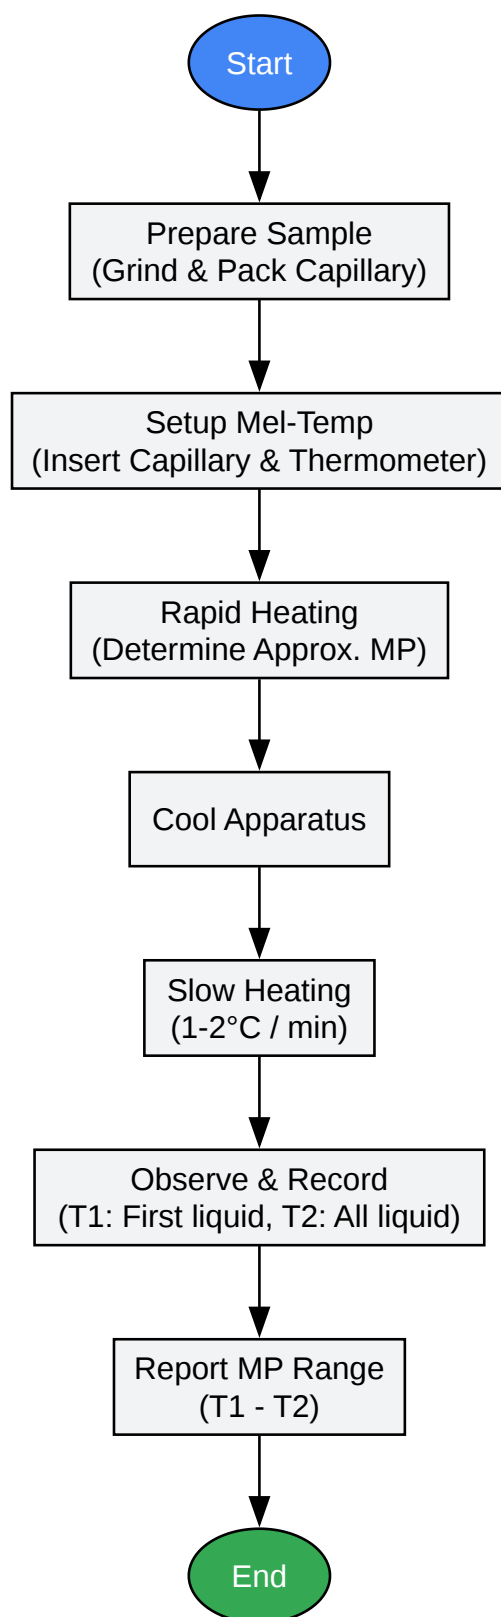 Start
Prepare Sample
(Grind & Pack Capillary)
Setup Mel-Temp
(Insert Capillary & Thermometer)
Rapid Heating
(Determine Approx. MP)
Cool Apparatus
Slow Heating
(1-2°C / min)
Observe & Record
(T1: First liquid, T2: All liquid)
Report MP Range
(T1 - T2)
End